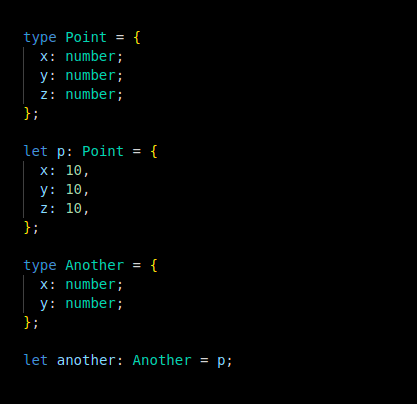 type Point = {
  x: number;
  y: number;
  z: number;
};

let p: Point = {
  x: 10,
  y: 10,
  z: 10,
};

type Another = {
  x: number;
  y: number;
};

let another: Another = p;